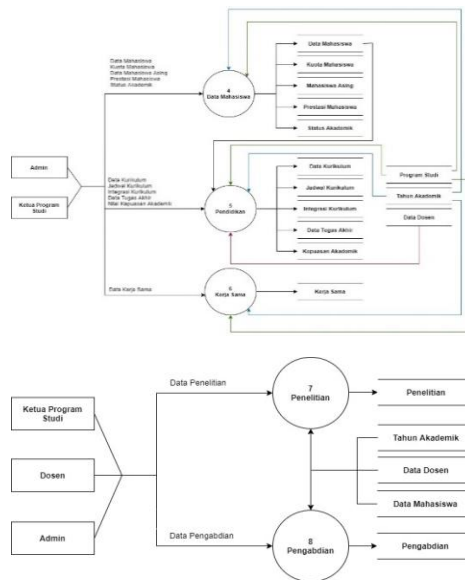 Data Mahasiswa
Kuota Mahasiswa
Data Mahasiswa Asing
Prestasi Mahasiswa
Status Akademik
4
Data Mahasiswa
Data Mahasiswa
Kuota Mahasiswa
Mahasiswa Asing
Prestasi Mahasiswa
Status Akademik
Admin
Ketua Program
Studi
Data Kurikulum
Jadwal Kurikulum
Integrasi Kurikulum
Data Tugas Akhir
Nilai Kepuasan Akademik
5
Pendidikan
Data Kurikulum
Jadwal Kurikulum
Integrasi Kurikulum
Data Tugas Akhir
Kepuasan Akademik
Program Studi
Tahun Akademik
Data Dosen
Data Kerja Sama
6
Kerja Sama
Kerja Sama
Ketua Program
Studi
Dosen
Admin
Data Penelitian
Data Pengabdian
7
Penelitian
8
Pengabdian
Penelitian
Tahun Akademik
Data Dosen
Data Mahasiswa
Pengabdian